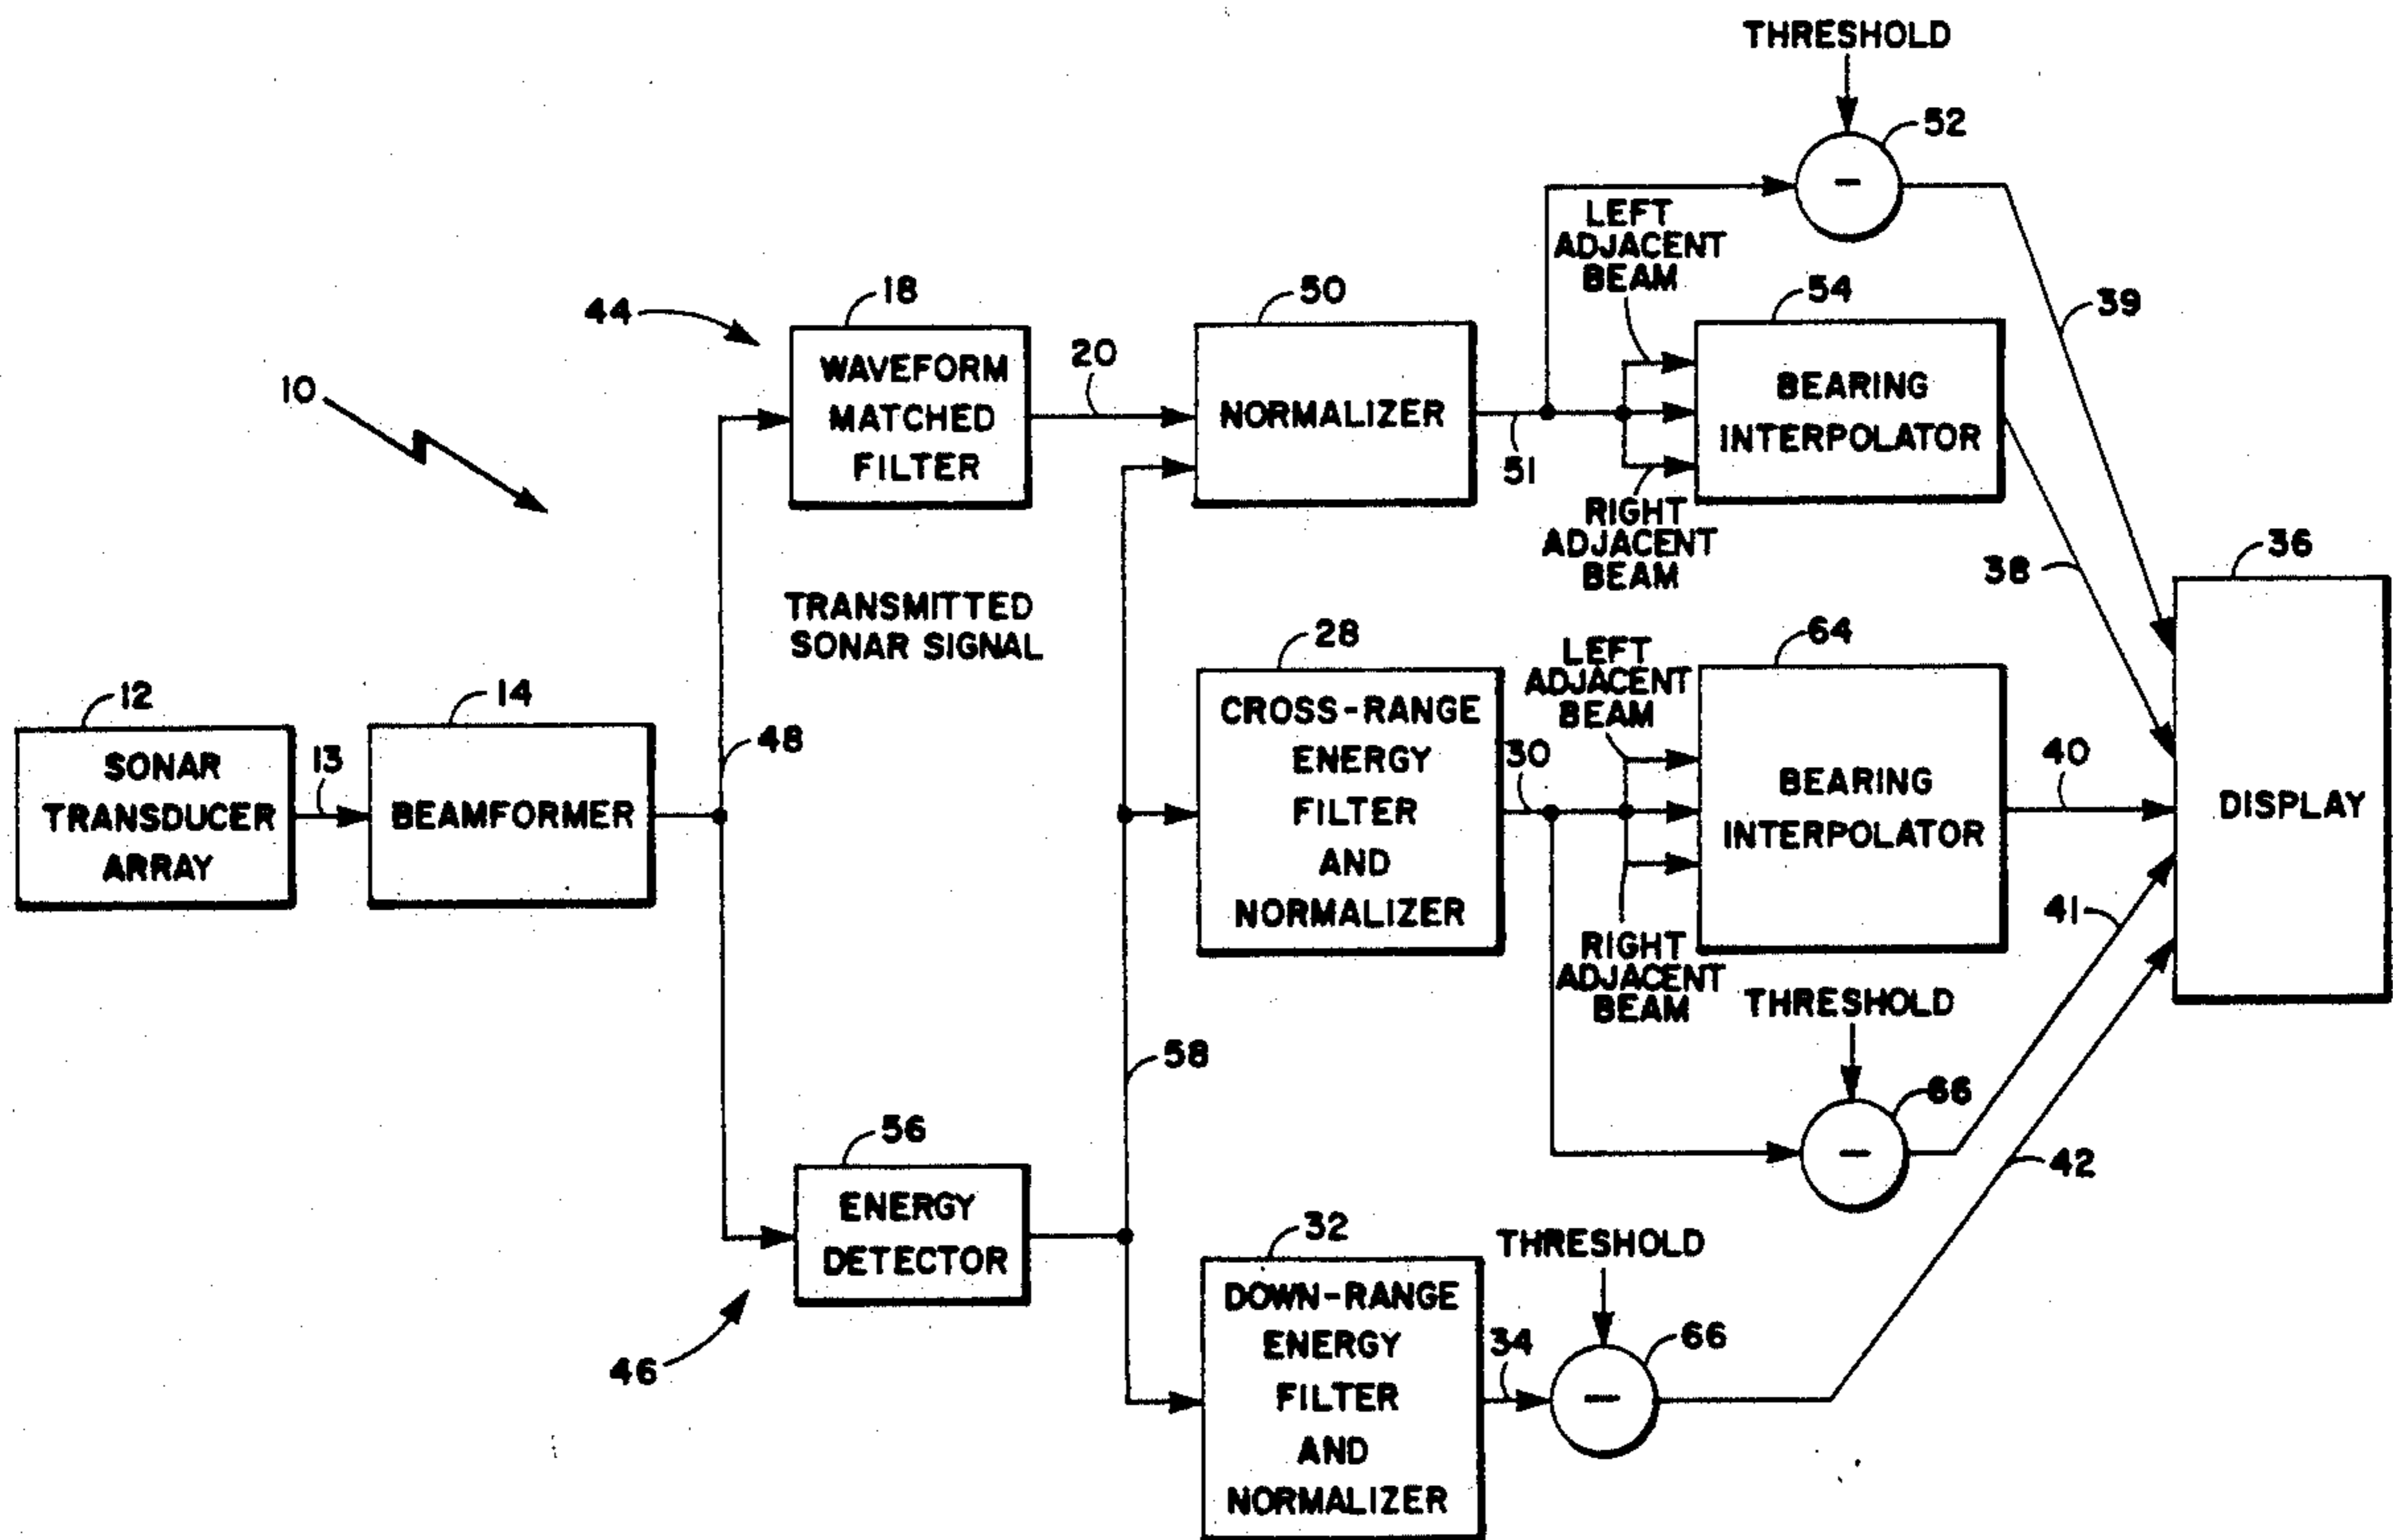 THRESHOLD
52
LEFT
ADJACENT
BEAM
39
44
18
WAVEFORM
MATCHED
FILTER
20
50
NORMALIZER
51
54
BEARING
INTERPOLATOR
RIGHT
ADJACENT
BEAM
38
10
TRANSMITTED
SONAR SIGNAL
36
DISPLAY
12
SONAR
TRANSDUCER
ARRAY
13
14
BEAMFORMER
48
28
CROSS-RANGE
ENERGY
FILTER
AND
NORMALIZER
30
LEFT
ADJACENT
BEAM
64
BEARING
INTERPOLATOR
40
RIGHT
ADJACENT
BEAM
THRESHOLD
66
41
58
56
ENERGY
DETECTOR
46
32
DOWN-RANGE
ENERGY
FILTER
AND
NORMALIZER
34
THRESHOLD
66
42